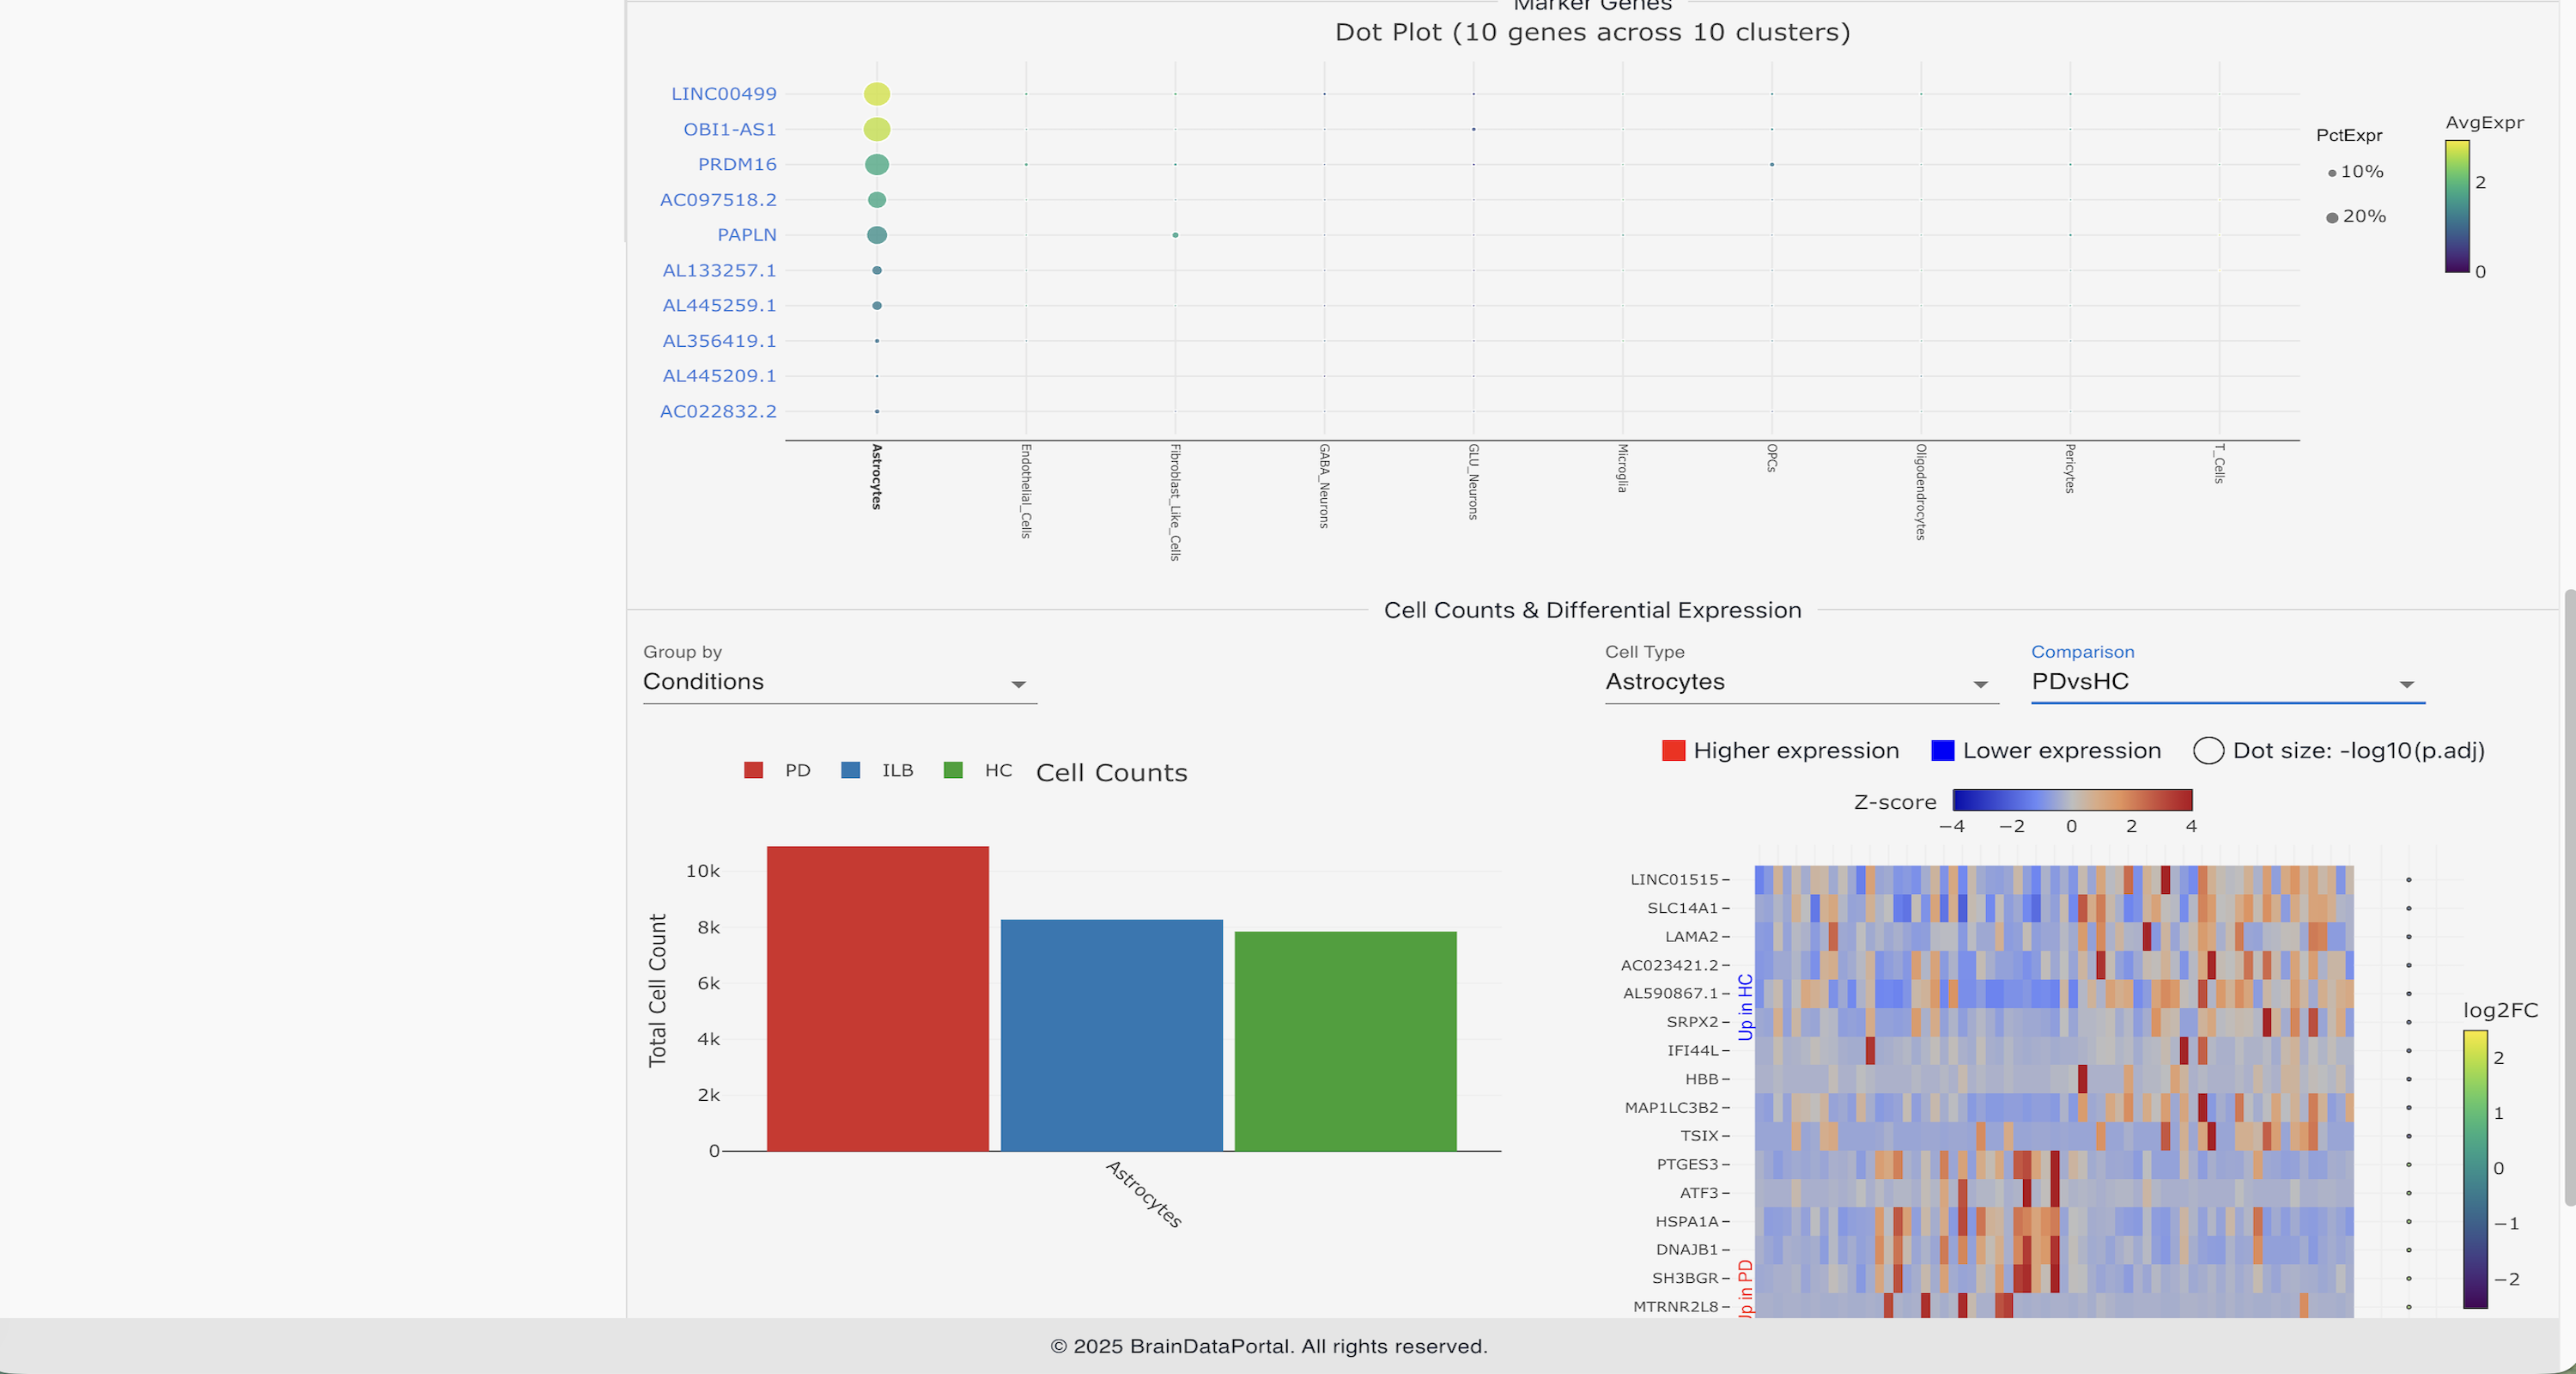 Marker Genes
Dot Plot (10 genes across 10 clusters)
LINC00499
OBI1-AS1
PRDM16
AC097518.2
PAPLN
AL133257.1
AL445259.1
AL356419.1
AL445209.1
AC022832.2
Astrocytes
Endothelial_Cells
Fibroblast_Like_Cells
GABA_Neurons
GLU_Neurons
Microglia
OPCs
Oligodendrocytes
Pericytes
T_Cells
PctExpr
10%
20%
AvgExpr
2
0
Cell Counts & Differential Expression
Group by
Conditions
Cell Type
Astrocytes
Comparison
PDvsHC
PD
ILB
HC
Cell Counts
Total Cell Count
10k
8k
6k
4k
2k
0
Astrocytes
Higher expression
Lower expression
Dot size: -log10(p.adj)
Z-score
−4
−2
0
2
4
LINC01515
SLC14A1
LAMA2
AC023421.2
AL590867.1
SRPX2
IFI44L
HBB
MAP1LC3B2
TSIX
PTGES3
ATF3
HSPA1A
DNAJB1
SH3BGR
MTRNR2L8
Up in HC
Up in PD
log2FC
2
1
0
−1
−2
© 2025 BrainDataPortal. All rights reserved.